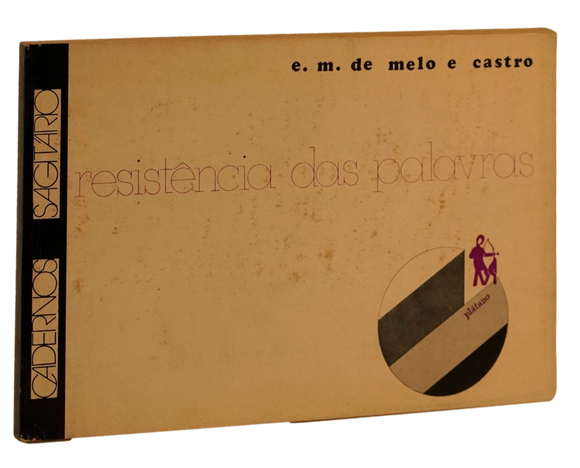 e. m. de melo e castro
resistência das palavras
CADERNOS SAGITÁRIO
plátano